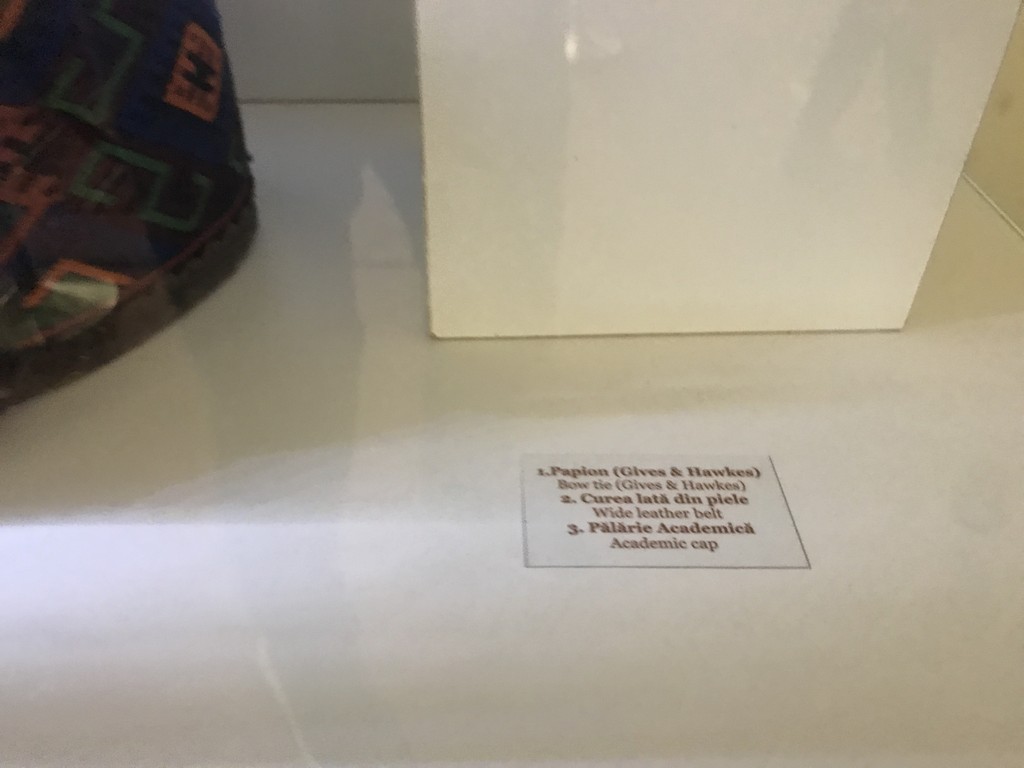 1.Papion (Gives & Hawkes)
Bow tie (Gives & Hawkes)
2. Curea lată din piele
Wide leather belt
3. Pălărie Academică
Academic cap